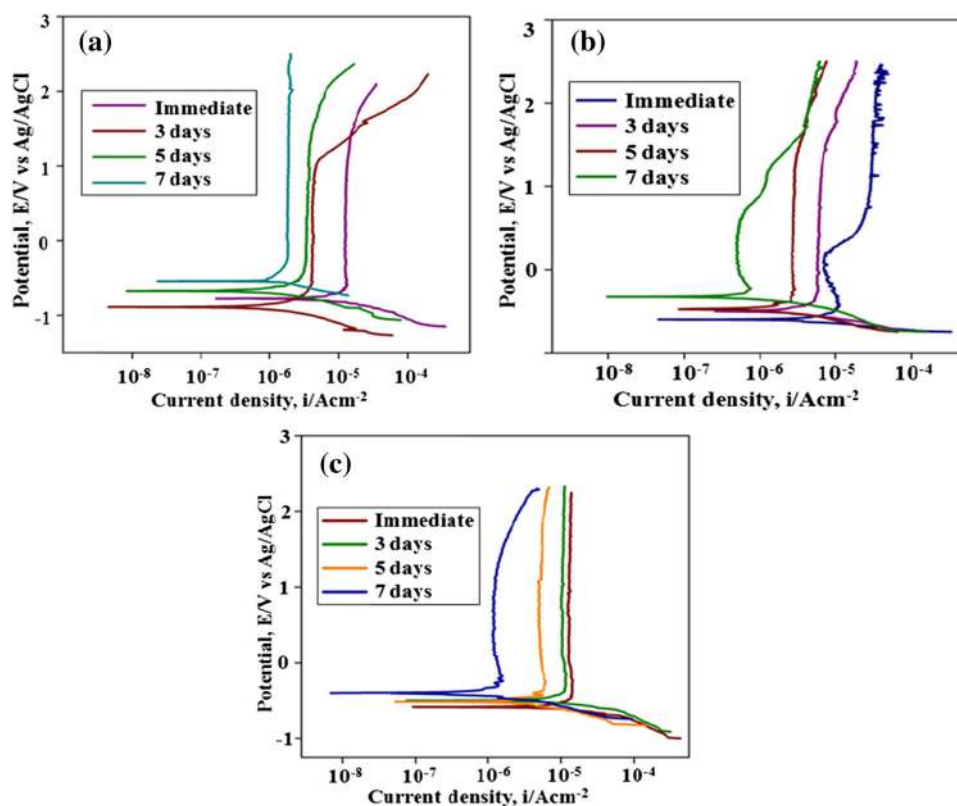 (a)
3
2
1
0
-1
Potential, E/V vs Ag/AgCl
Immediate
3 days
5 days
7 days
10⁻⁸ 10⁻⁷ 10⁻⁶ 10⁻⁵ 10⁻⁴
Current density, i/Acm⁻²
(b)
3
2
1
0
Potential, E/V vs Ag/AgCl
Immediate
3 days
5 days
7 days
10⁻⁸ 10⁻⁷ 10⁻⁶ 10⁻⁵ 10⁻⁴
Current density, i/Acm⁻²
(c)
3
2
1
0
-1
Potential, E/V vs Ag/AgCl
Immediate
3 days
5 days
7 days
10⁻⁸ 10⁻⁷ 10⁻⁶ 10⁻⁵ 10⁻⁴
Current density, i/Acm⁻²